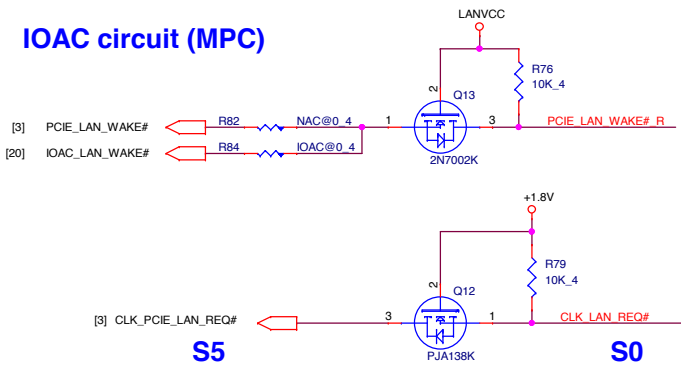 LANVCC
IOAC circuit (MPC)
R76
10K_4
2
Q13
[3] PCIE_LAN_WAKE# R82 NAC@0_4 1 3 PCIE_LAN_WAKE#_R
[20] IOAC_LAN_WAKE# R84 IOAC@0_4
2N7002K
+1.8V
R79
10K_4
2
Q12
[3] CLK_PCIE_LAN_REQ# 3 1 CLK_LAN_REQ#
PJA138K
S5 S0